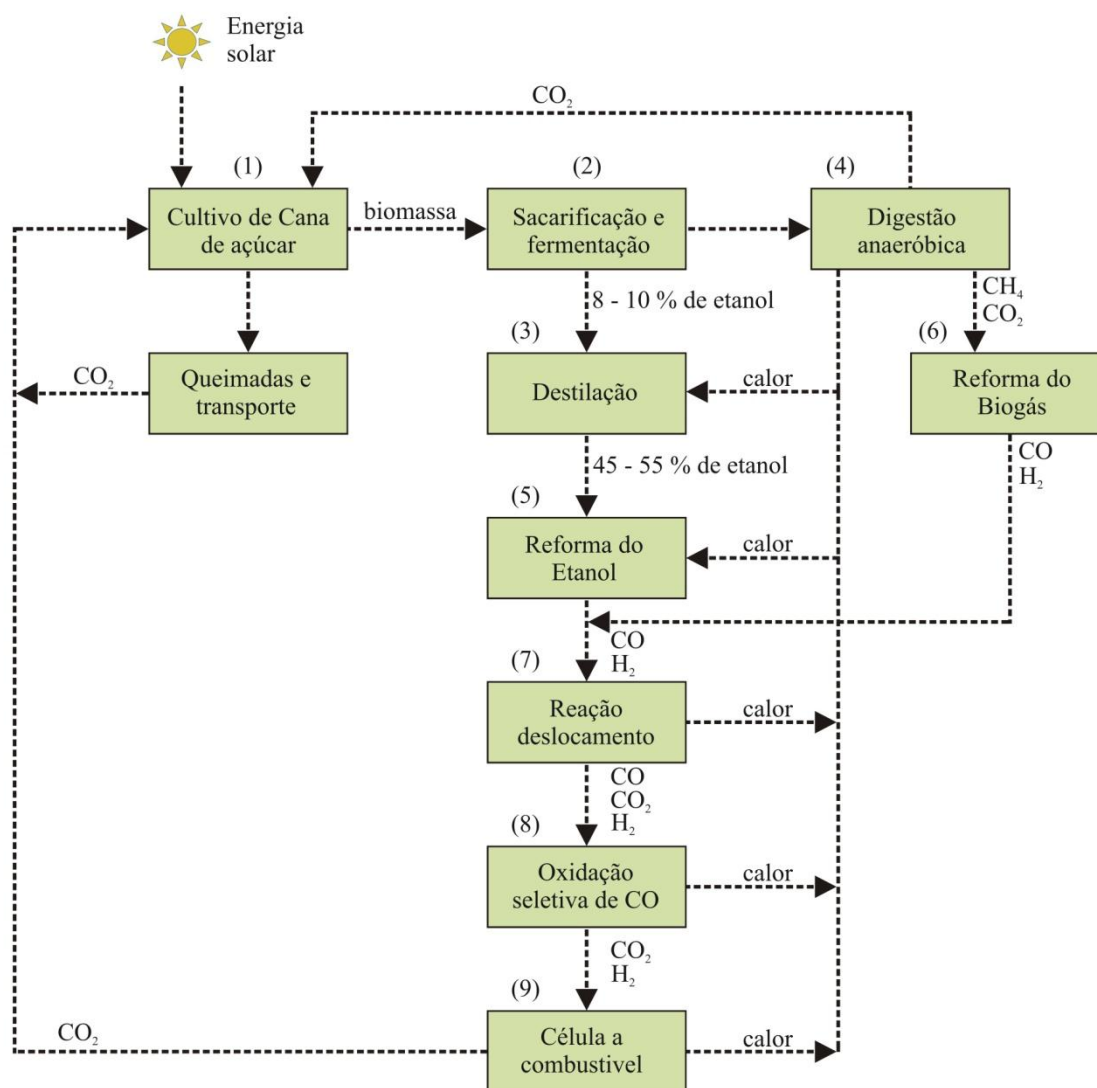 Energia
solar
CO₂
(1)
(2)
(4)
Cultivo de Cana
de açúcar
biomassa
Sacarificação e
fermentação
Digestão
anaeróbica
8 - 10 % de etanol
CH₄
CO₂
(3)
(6)
CO₂
Queimadas e
transporte
Destilação
calor
Reforma do
Biogás
45 - 55 % de etanol
CO
H₂
(5)
Reforma do
Etanol
calor
CO
H₂
(7)
Reação
deslocamento
calor
CO
CO₂
H₂
(8)
Oxidação
seletiva de CO
calor
CO₂
H₂
(9)
CO₂
Célula a
combustivel
calor